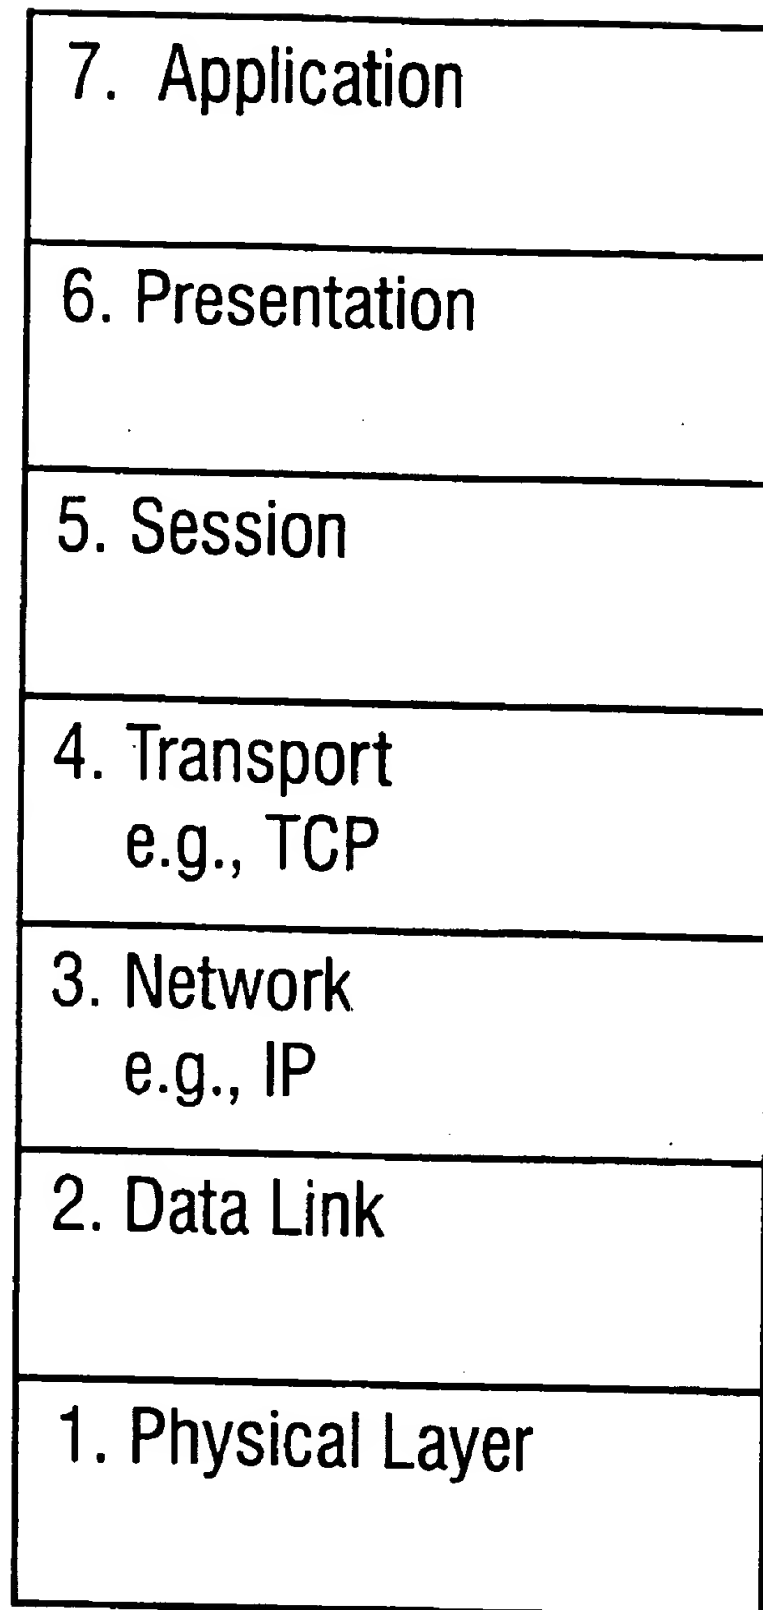 7. Application
6. Presentation
5. Session
4. Transport
e.g., TCP
3. Network
e.g., IP
2. Data Link
1. Physical Layer